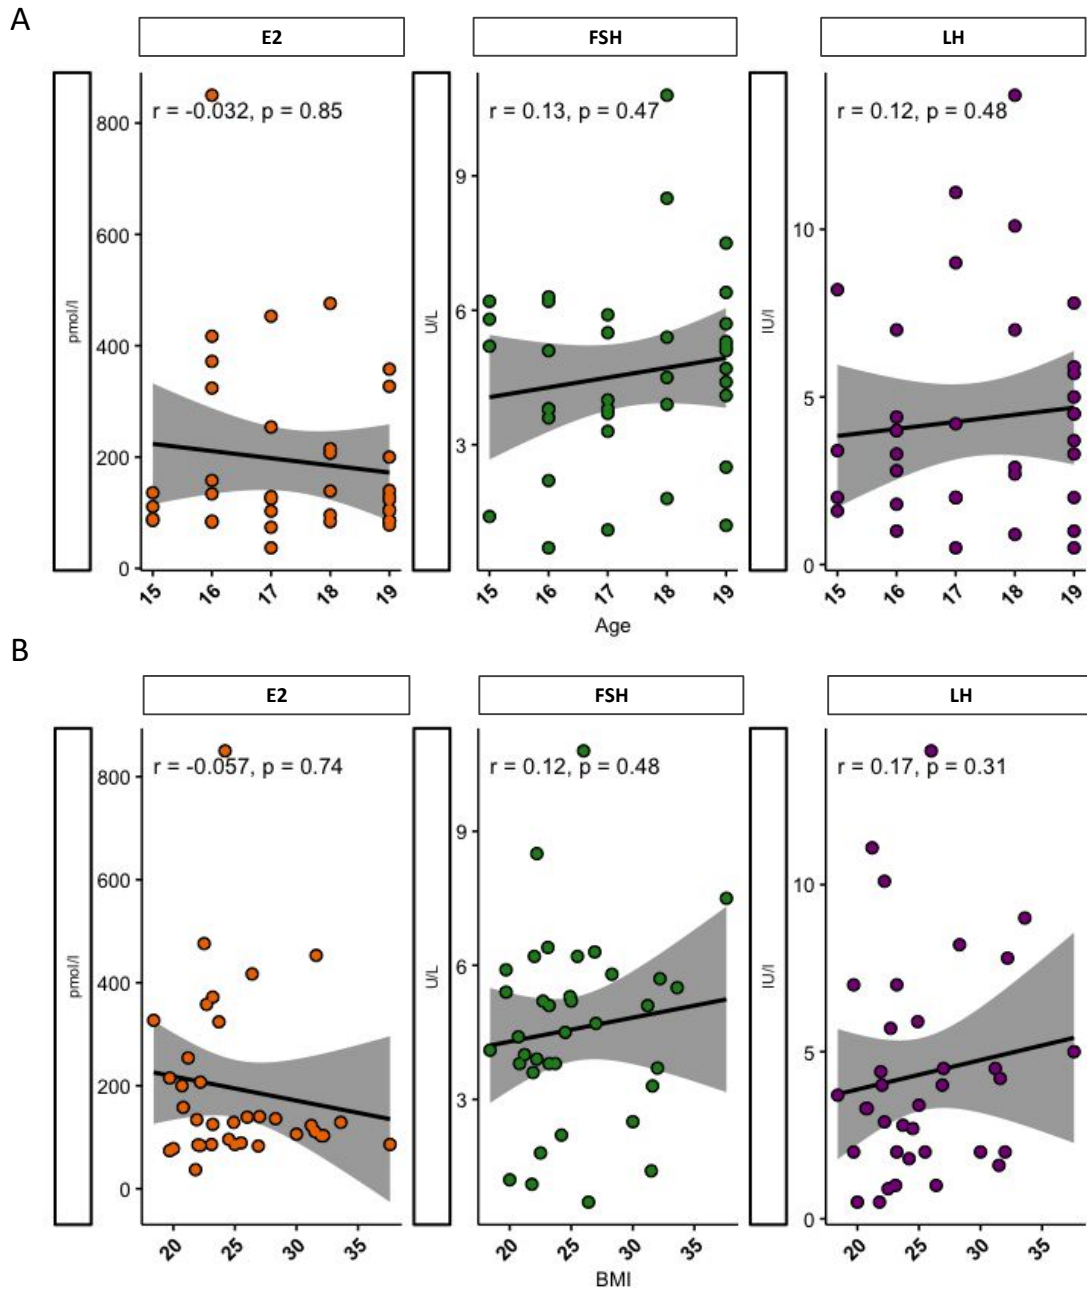 A
E2
FSH
LH
r = -0.032, p = 0.85
r = 0.13, p = 0.47
r = 0.12, p = 0.48
pmol/l
800
600
400
200
0
U/L
9
6
3
IU/l
10
5
0
15 16 17 18 19
15 16 17 18 19
15 16 17 18 19
Age
B
E2
FSH
LH
r = -0.057, p = 0.74
r = 0.12, p = 0.48
r = 0.17, p = 0.31
pmol/l
800
600
400
200
0
U/L
9
6
3
IU/l
10
5
0
20 25 30 35
20 25 30 35
20 25 30 35
BMI